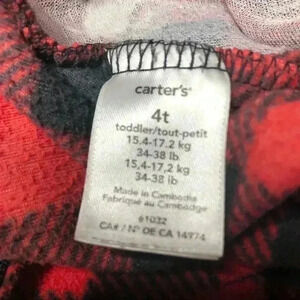 carter's®
4t
toddler/tout-petit
15.4-17.2 kg
34-38 lb
15,4-17,2 kg
34-38 lb
Made in Cambodia
Fabriqué au Cambodge
61032
CA# / Nº DE CA 14974